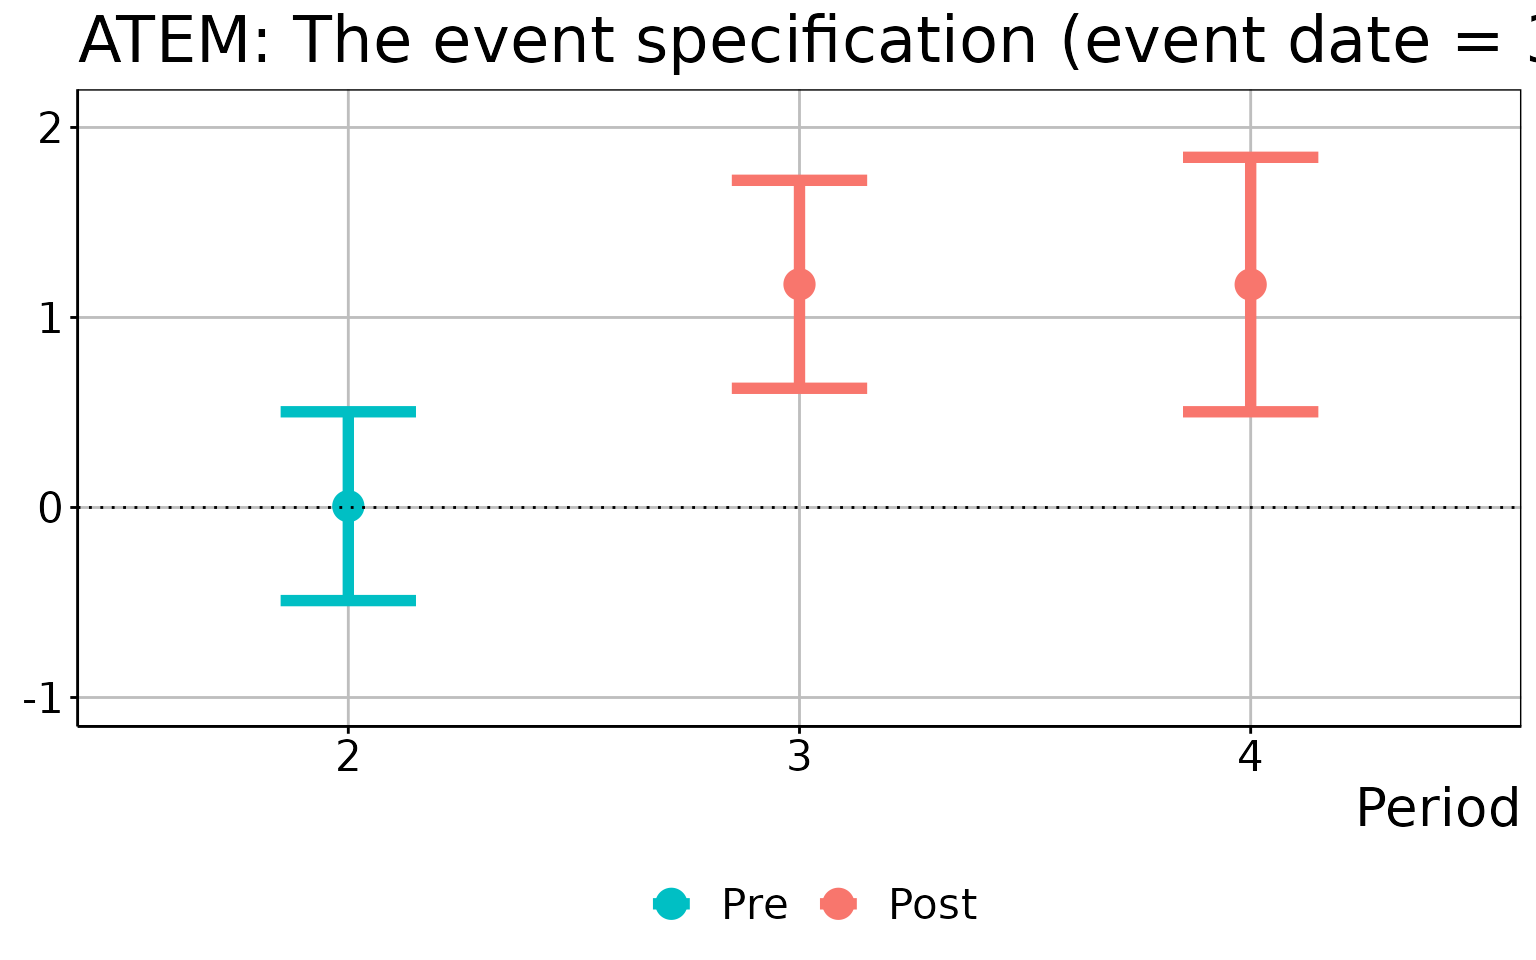 ATEM: The event specification (event date =
2
1
0
-1
2 3 4
Period
Pre Post